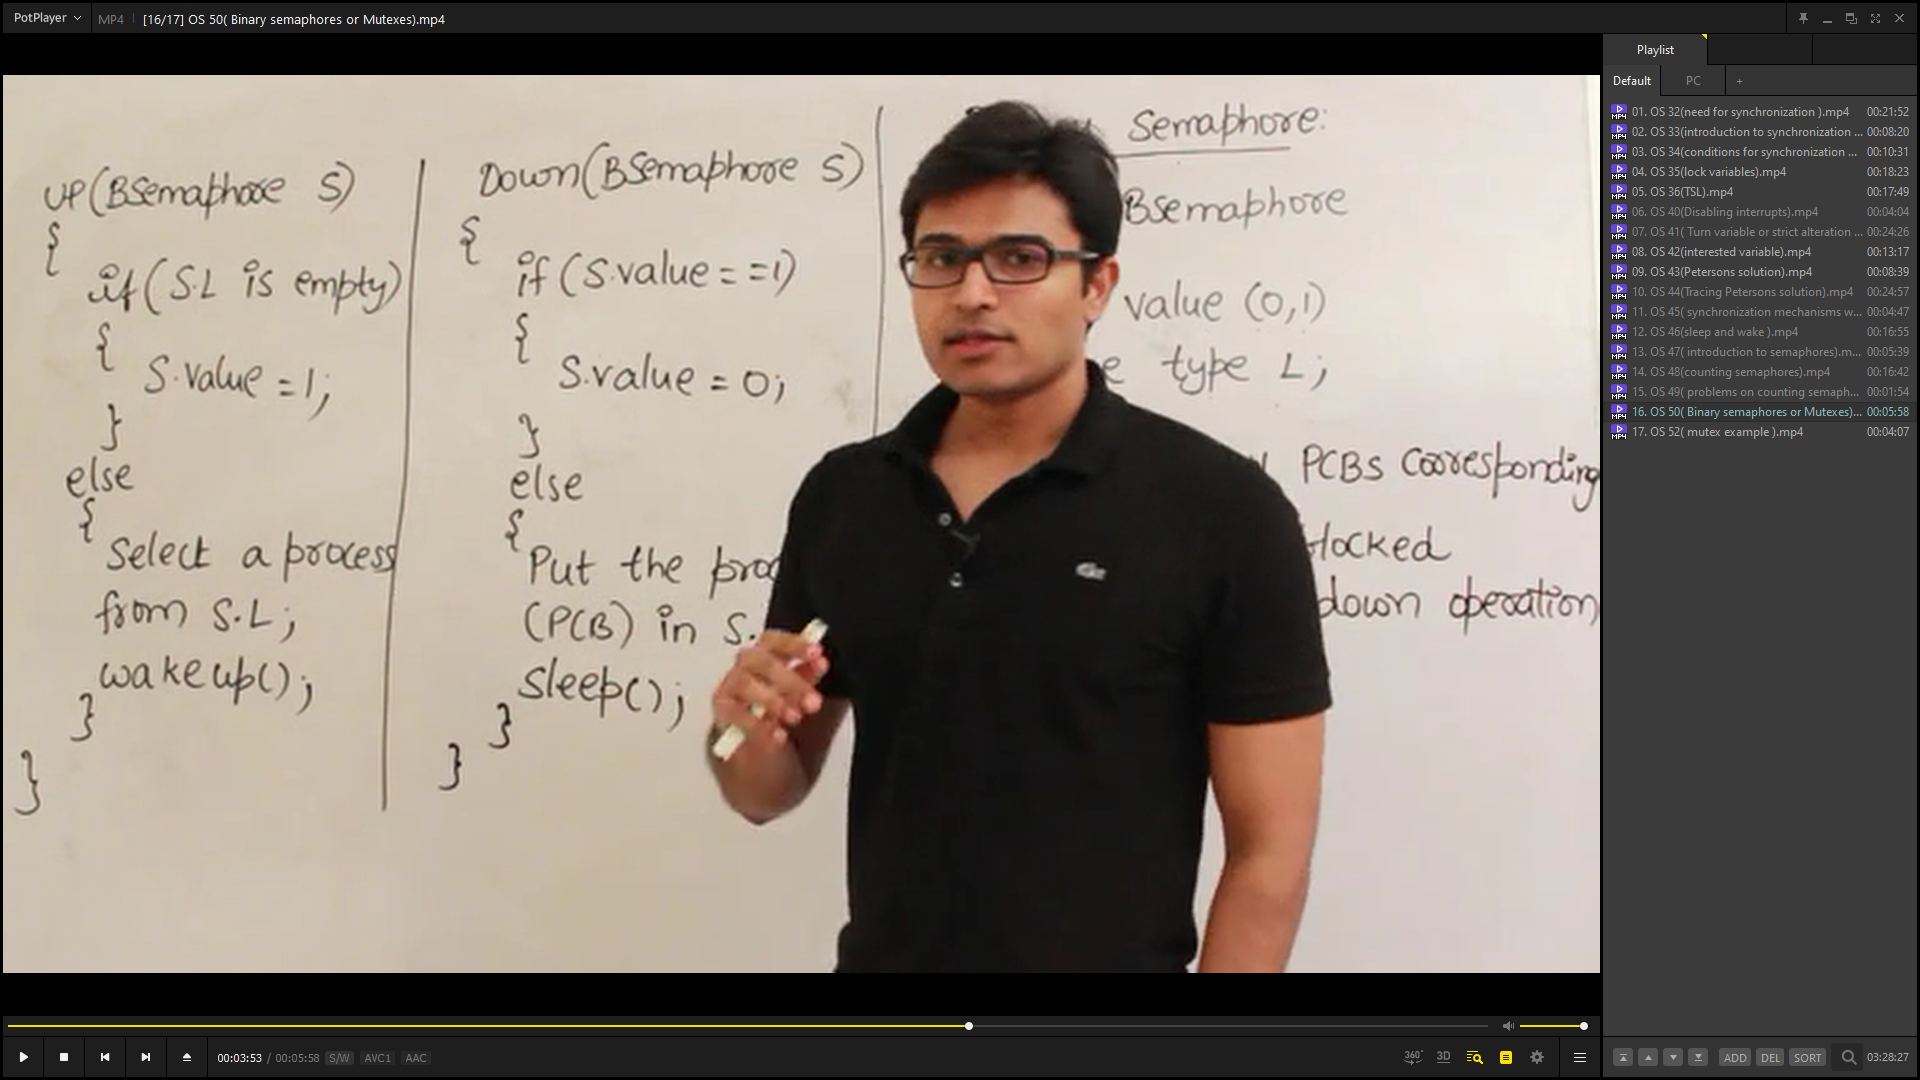 PotPlayer
MP4
[16/17] OS 50( Binary semaphores or Mutexes).mp4
UP(BSemaphore S)
{
if(S.L is empty)
{
S.value=1;
}
else
{
Select a process
from S.L;
wakeup();
}
}
Down(BSemaphore S)
{
if(S.value==1)
{
S.value=0;
}
else
{
Put the
(PCB) in S.
sleep();
}
}
Semaphore:
BSemaphore
value (0,1)
type L;
PCBS Corresponding
down operation
00:03:53 / 00:05:58
S/W
AVC1
AAC
360°
3D
Playlist
Default
PC
+
01. OS 32(need for synchronization ).mp4 00:21:52
02. OS 33(introduction to synchronization ... 00:08:20
03. OS 34(conditions for synchronization ... 00:10:31
04. OS 35(lock variables).mp4 00:18:23
05. OS 36(TSL).mp4 00:17:49
06. OS 40(Disabling interrupts).mp4 00:04:04
07. OS 41( Turn variable or strict alteration ... 00:24:26
08. OS 42(interested variable).mp4 00:13:17
09. OS 43(Petersons solution).mp4 00:08:39
10. OS 44(Tracing Petersons solution).mp4 00:24:57
11. OS 45( synchronization mechanisms w... 00:04:47
12. OS 46(sleep and wake ).mp4 00:16:55
13. OS 47( introduction to semaphores).m... 00:05:39
14. OS 48(counting semaphores).mp4 00:16:42
15. OS 49( problems on counting semaph... 00:01:54
16. OS 50( Binary semaphores or Mutexes)... 00:05:58
17. OS 52( mutex example ).mp4 00:04:07
ADD
DEL
SORT
03:28:27